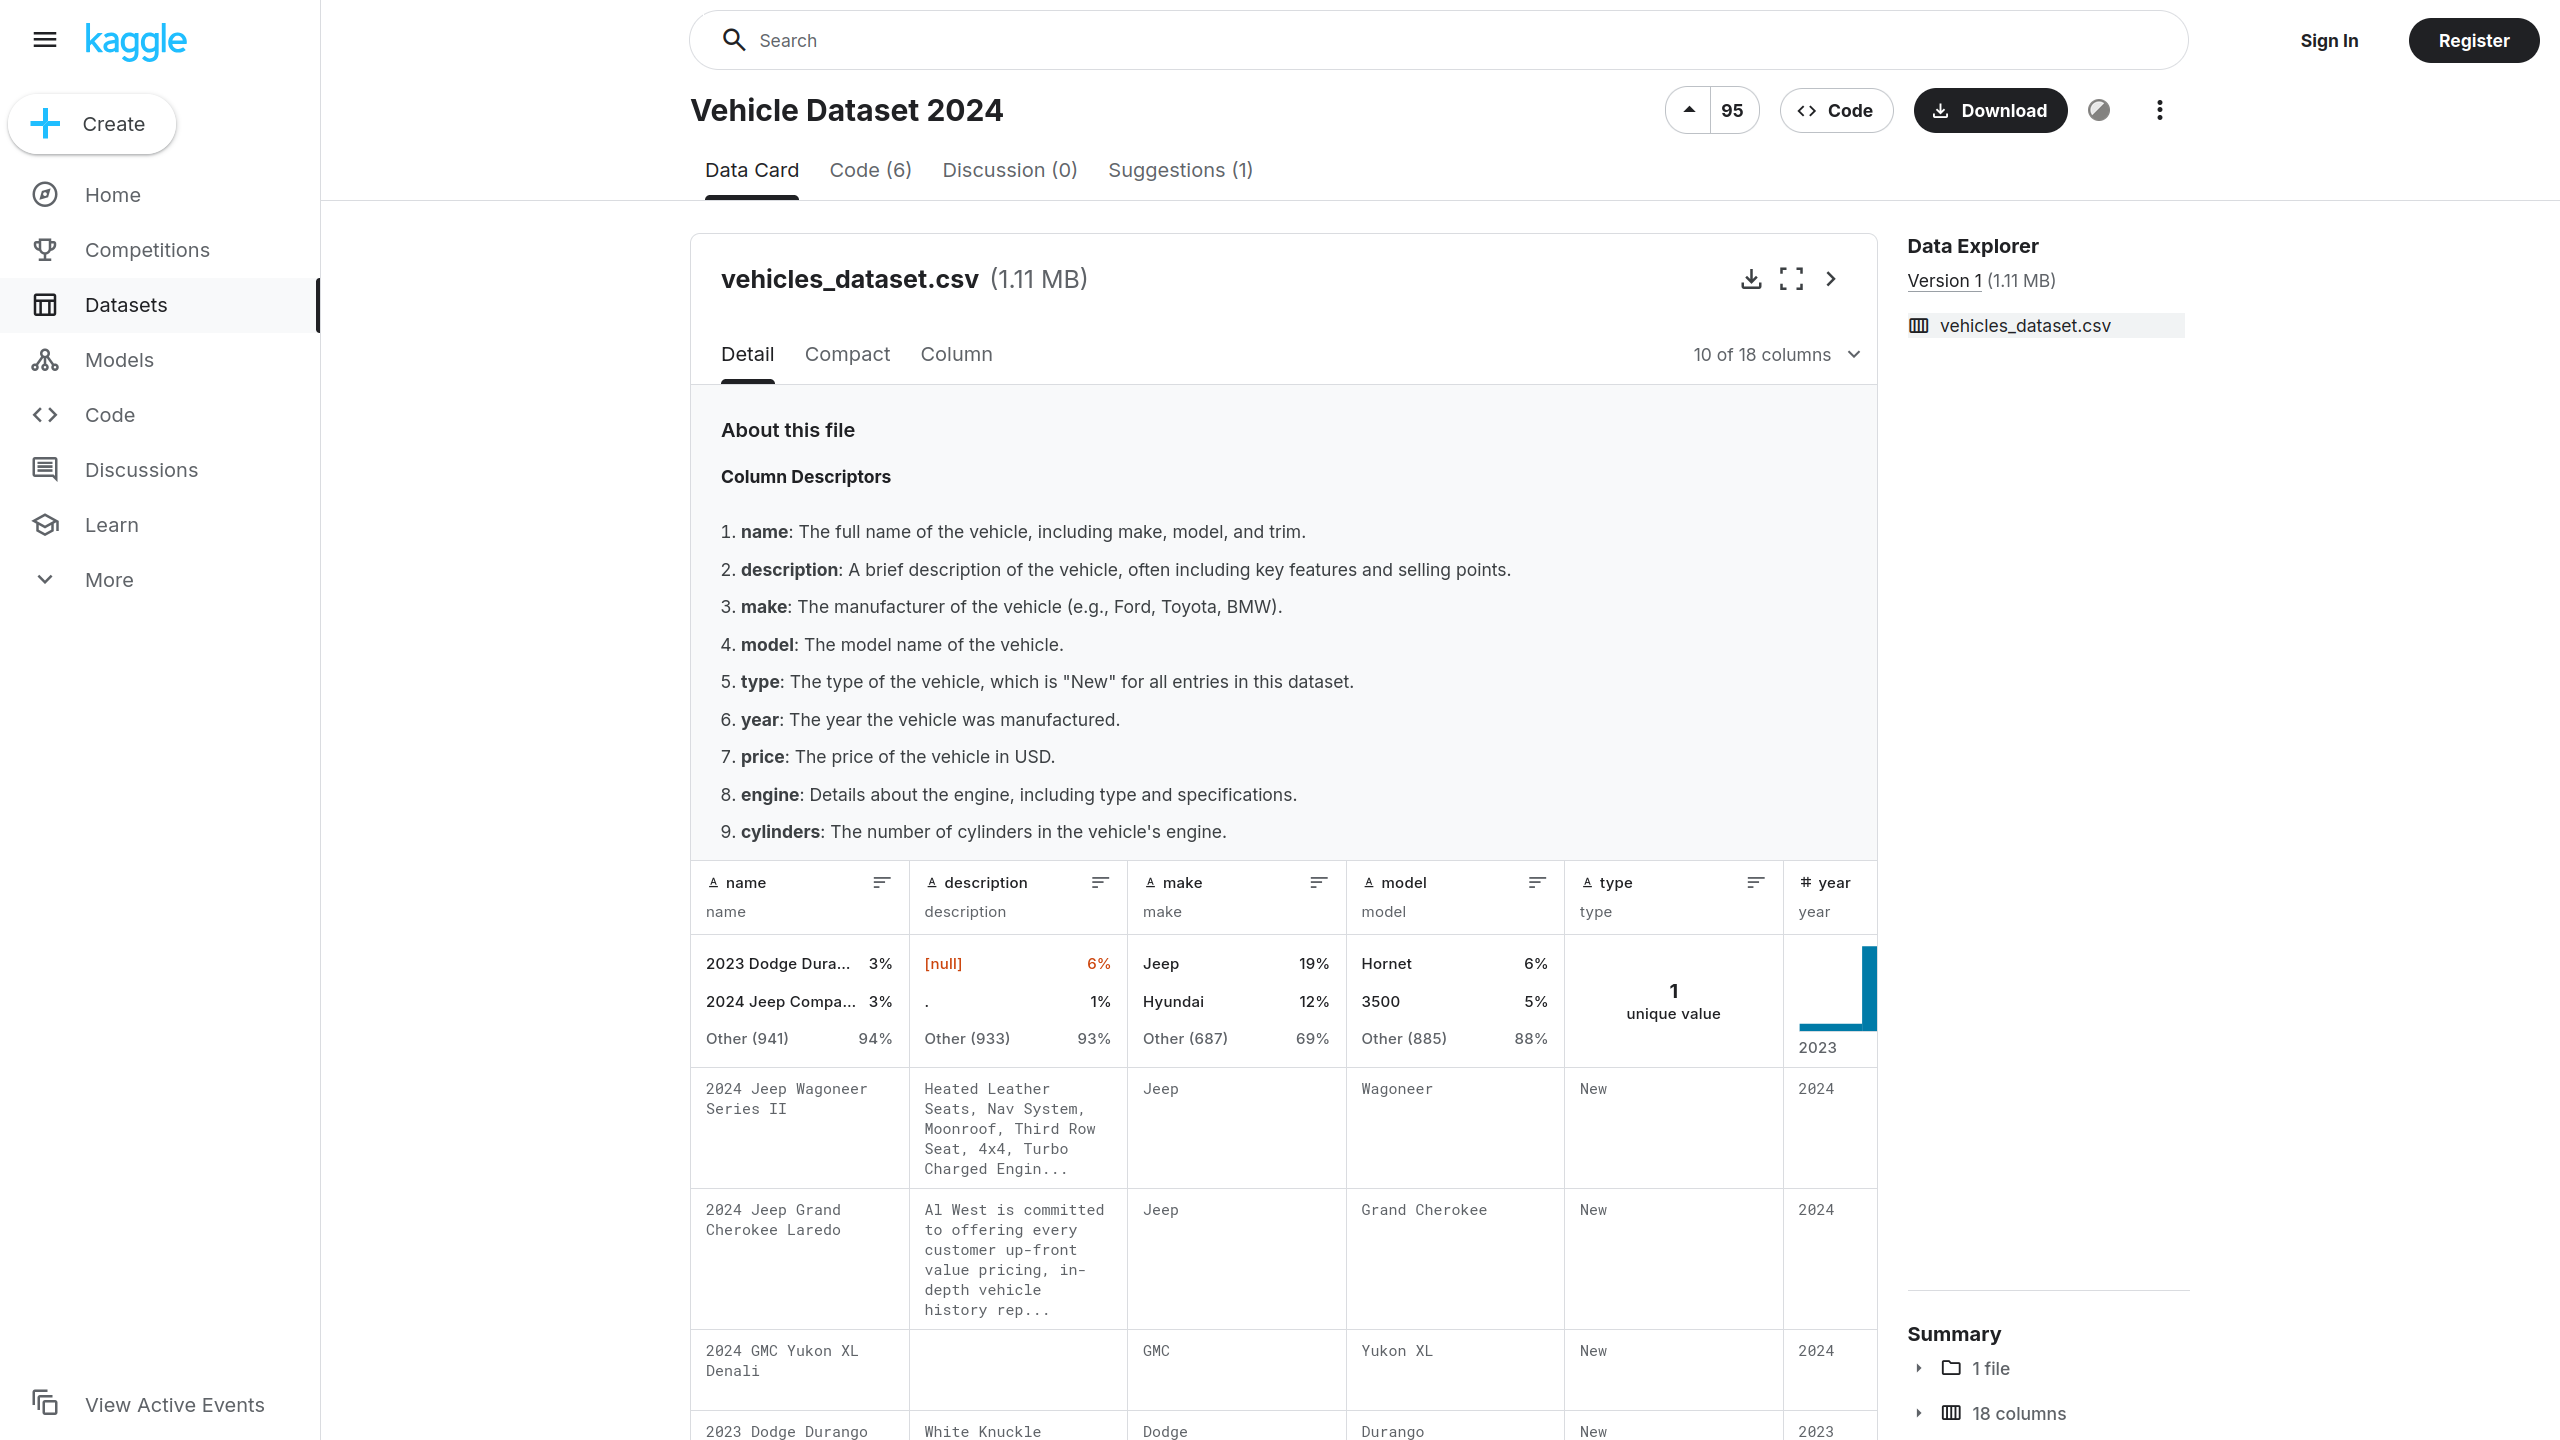 kaggle
Search
Sign In
Register
Create
Home
Competitions
Datasets
Models
Code
Discussions
Learn
More
View Active Events
Vehicle Dataset 2024
95
Code
Download
Data Card
Code (6)
Discussion (0)
Suggestions (1)
vehicles_dataset.csv (1.11 MB)
Detail
Compact
Column
10 of 18 columns
About this file
Column Descriptors
1. name: The full name of the vehicle, including make, model, and trim.
2. description: A brief description of the vehicle, often including key features and selling points.
3. make: The manufacturer of the vehicle (e.g., Ford, Toyota, BMW).
4. model: The model name of the vehicle.
5. type: The type of the vehicle, which is "New" for all entries in this dataset.
6. year: The year the vehicle was manufactured.
7. price: The price of the vehicle in USD.
8. engine: Details about the engine, including type and specifications.
9. cylinders: The number of cylinders in the vehicle's engine.
name
description
make
model
type
year
name
description
make
model
type
year
2023 Dodge Dura... 3%
2024 Jeep Compa... 3%
Other (941) 94%
[null] 6%
. 1%
Other (933) 93%
Jeep 19%
Hyundai 12%
Other (687) 69%
Hornet 6%
3500 5%
Other (885) 88%
1
unique value
2023
2024 Jeep Wagoneer
Series II
Heated Leather
Seats, Nav System,
Moonroof, Third Row
Seat, 4x4, Turbo
Charged Engin...
Jeep
Wagoneer
New
2024
2024 Jeep Grand
Cherokee Laredo
Al West is committed
to offering every
customer up-front
value pricing, in-
depth vehicle
history rep...
Jeep
Grand Cherokee
New
2024
2024 GMC Yukon XL
Denali
GMC
Yukon XL
New
2024
2023 Dodge Durango
White Knuckle
Dodge
Durango
New
2023
Data Explorer
Version 1 (1.11 MB)
vehicles_dataset.csv
Summary
1 file
18 columns